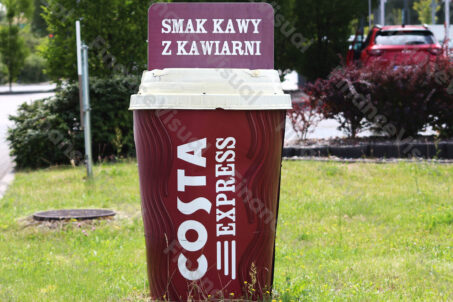 SMAK KAWY
Z KAWIARNI
COSTA
EXPRESS